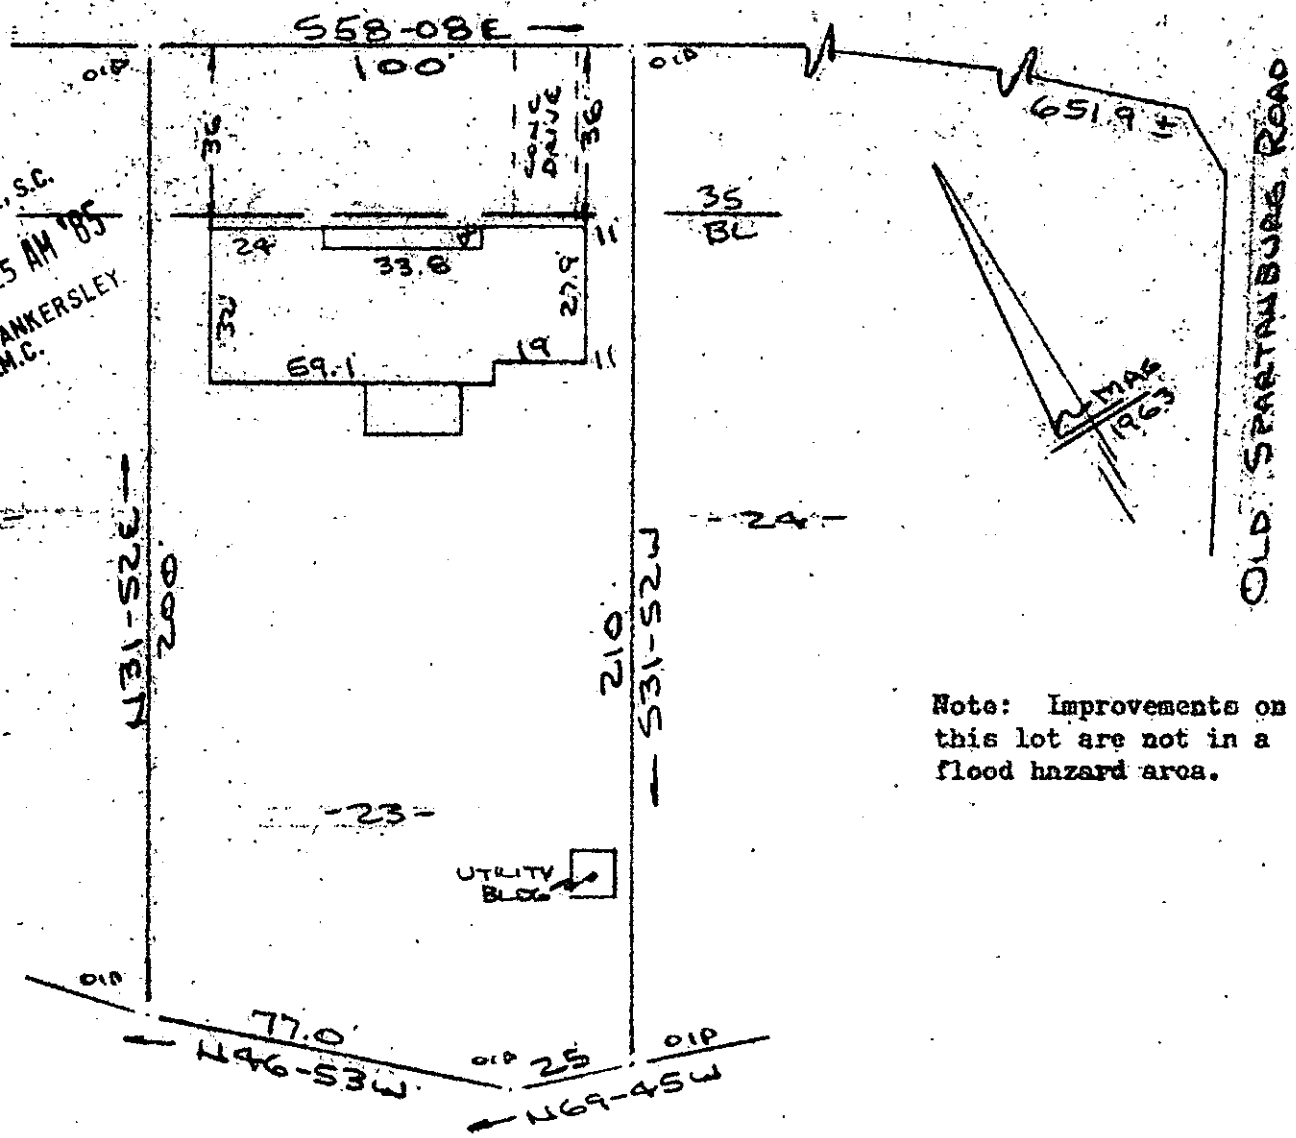 S58-08E
100'
OIP
OIP
651.9 ±
OLD SPARTANBURG ROAD
36
CONC
DRIVE
36
, S.C.
5 AM '85
ANKERSLEY
M.C.
35
BL
24
33.8
11
27.9
32
19
11
59.1
MAG
1963
N31-52E
200
210
S31-52W
-24-
Note: Improvements on
this lot are not in a
flood hazard area.
-23-
UTILITY
BLDG
OIP
77.0
N46-53W
OIP
25
OIP
N69-45W